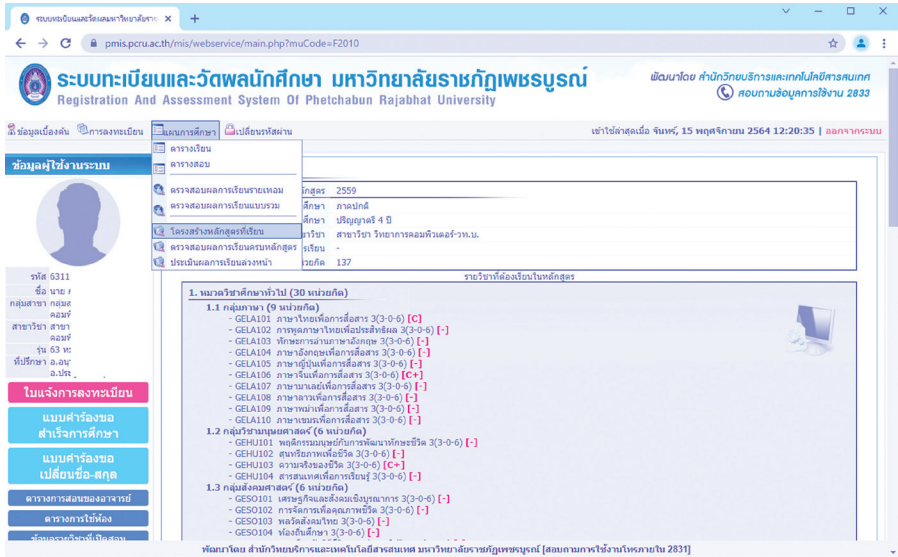 ระบบทะเบียนและวัดผลมหาวิทยาลัยราช
pmis.pcru.ac.th/mis/webservice/main.php?muCode=F2010
ระบบทะเบียนและวัดผลนักศึกษา มหาวิทยาลัยราชภัฏเพชรบูรณ์
Registration And Assessment System Of Phetchabun Rajabhat University
พัฒนาโดย สำนักวิทยบริการและเทคโนโลยีสารสนเทศ
สอบถามข้อมูลการใช้งาน 2833
ข้อมูลเบื้องต้น การลงทะเบียน แผนการศึกษา เปลี่ยนรหัสผ่าน
เข้าใช้ล่าสุดเมื่อ จันทร์, 15 พฤศจิกายน 2564 12:20:35 | ออกจากระบบ
ตารางเรียน
ตารางสอบ
ตรวจสอบผลการเรียนรายเทอม
ตรวจสอบผลการเรียนแบบรวม
โครงสร้างหลักสูตรที่เรียน
ตรวจสอบผลการเรียนครบหลักสูตร
ประเมินผลการเรียนล่วงหน้า
ข้อมูลผู้ใช้งานระบบ
รหัส 6311
ชื่อ นาย
กลุ่มสาขา กลุ่มส
คอมพ์
สาขาวิชา สาขา
คอมพ์
รุ่น 63
ที่ปรึกษา อ.อนุ
อ.ประ
ใบแจ้งการลงทะเบียน
แบบคำร้องขอ
สำเร็จการศึกษา
แบบคำร้องขอ
เปลี่ยนชื่อ-สกุล
ตารางการสอนของอาจารย์
ตารางการใช้ห้อง
ข้อมูลรายวิชาที่เปิดสอน
หลักสูตร 2559
ศึกษา ภาคปกติ
ศึกษา ปริญญาตรี 4 ปี
วิชา สาขาวิชา วิทยาการคอมพิวเตอร์-วท.บ.
เรียน -
หน่วยกิต 137
รายวิชาที่ต้องเรียนในหลักสูตร
1. หมวดวิชาศึกษาทั่วไป (30 หน่วยกิต)
1.1 กลุ่มภาษา (9 หน่วยกิต)
- GELA101 ภาษาไทยเพื่อการสื่อสาร 3(3-0-6) [C]
- GELA102 การพูดภาษาไทยเพื่อประสิทธิผล 3(3-0-6) [-]
- GELA103 ทักษะการอ่านภาษาอังกฤษ 3(3-0-6) [-]
- GELA104 ภาษาอังกฤษเพื่อการสื่อสาร 3(3-0-6) [-]
- GELA105 ภาษาญี่ปุ่นเพื่อการสื่อสาร 3(3-0-6) [-]
- GELA106 ภาษาจีนเพื่อการสื่อสาร 3(3-0-6) [C+]
- GELA107 ภาษามาเลย์เพื่อการสื่อสาร 3(3-0-6) [-]
- GELA108 ภาษาลาวเพื่อการสื่อสาร 3(3-0-6) [-]
- GELA109 ภาษาพม่าเพื่อการสื่อสาร 3(3-0-6) [-]
- GELA110 ภาษาเขมรเพื่อการสื่อสาร 3(3-0-6) [-]
1.2 กลุ่มวิชามนุษยศาสตร์ (6 หน่วยกิต)
- GEHU101 พฤติกรรมมนุษย์กับการพัฒนาทักษะชีวิต 3(3-0-6) [-]
- GEHU102 สุนทรียภาพเพื่อชีวิต 3(3-0-6) [-]
- GEHU103 ความจริงของชีวิต 3(3-0-6) [C+]
- GEHU104 สารสนเทศเพื่อการเรียนรู้ 3(3-0-6) [-]
1.3 กลุ่มสังคมศาสตร์ (6 หน่วยกิต)
- GESO101 เศรษฐกิจและสังคมเชิงบูรณาการ 3(3-0-6) [-]
- GESO102 การจัดการเพื่อคุณภาพชีวิต 3(3-0-6) [-]
- GESO103 พลวัตสังคมไทย 3(3-0-6) [-]
- GESO104 ท้องถิ่นศึกษา 3(3-0-6) [-]
พัฒนาโดย สำนักวิทยบริการและเทคโนโลยีสารสนเทศ มหาวิทยาลัยราชภัฏเพชรบูรณ์ [สอบถามการใช้งานโทรภายใน 2831]